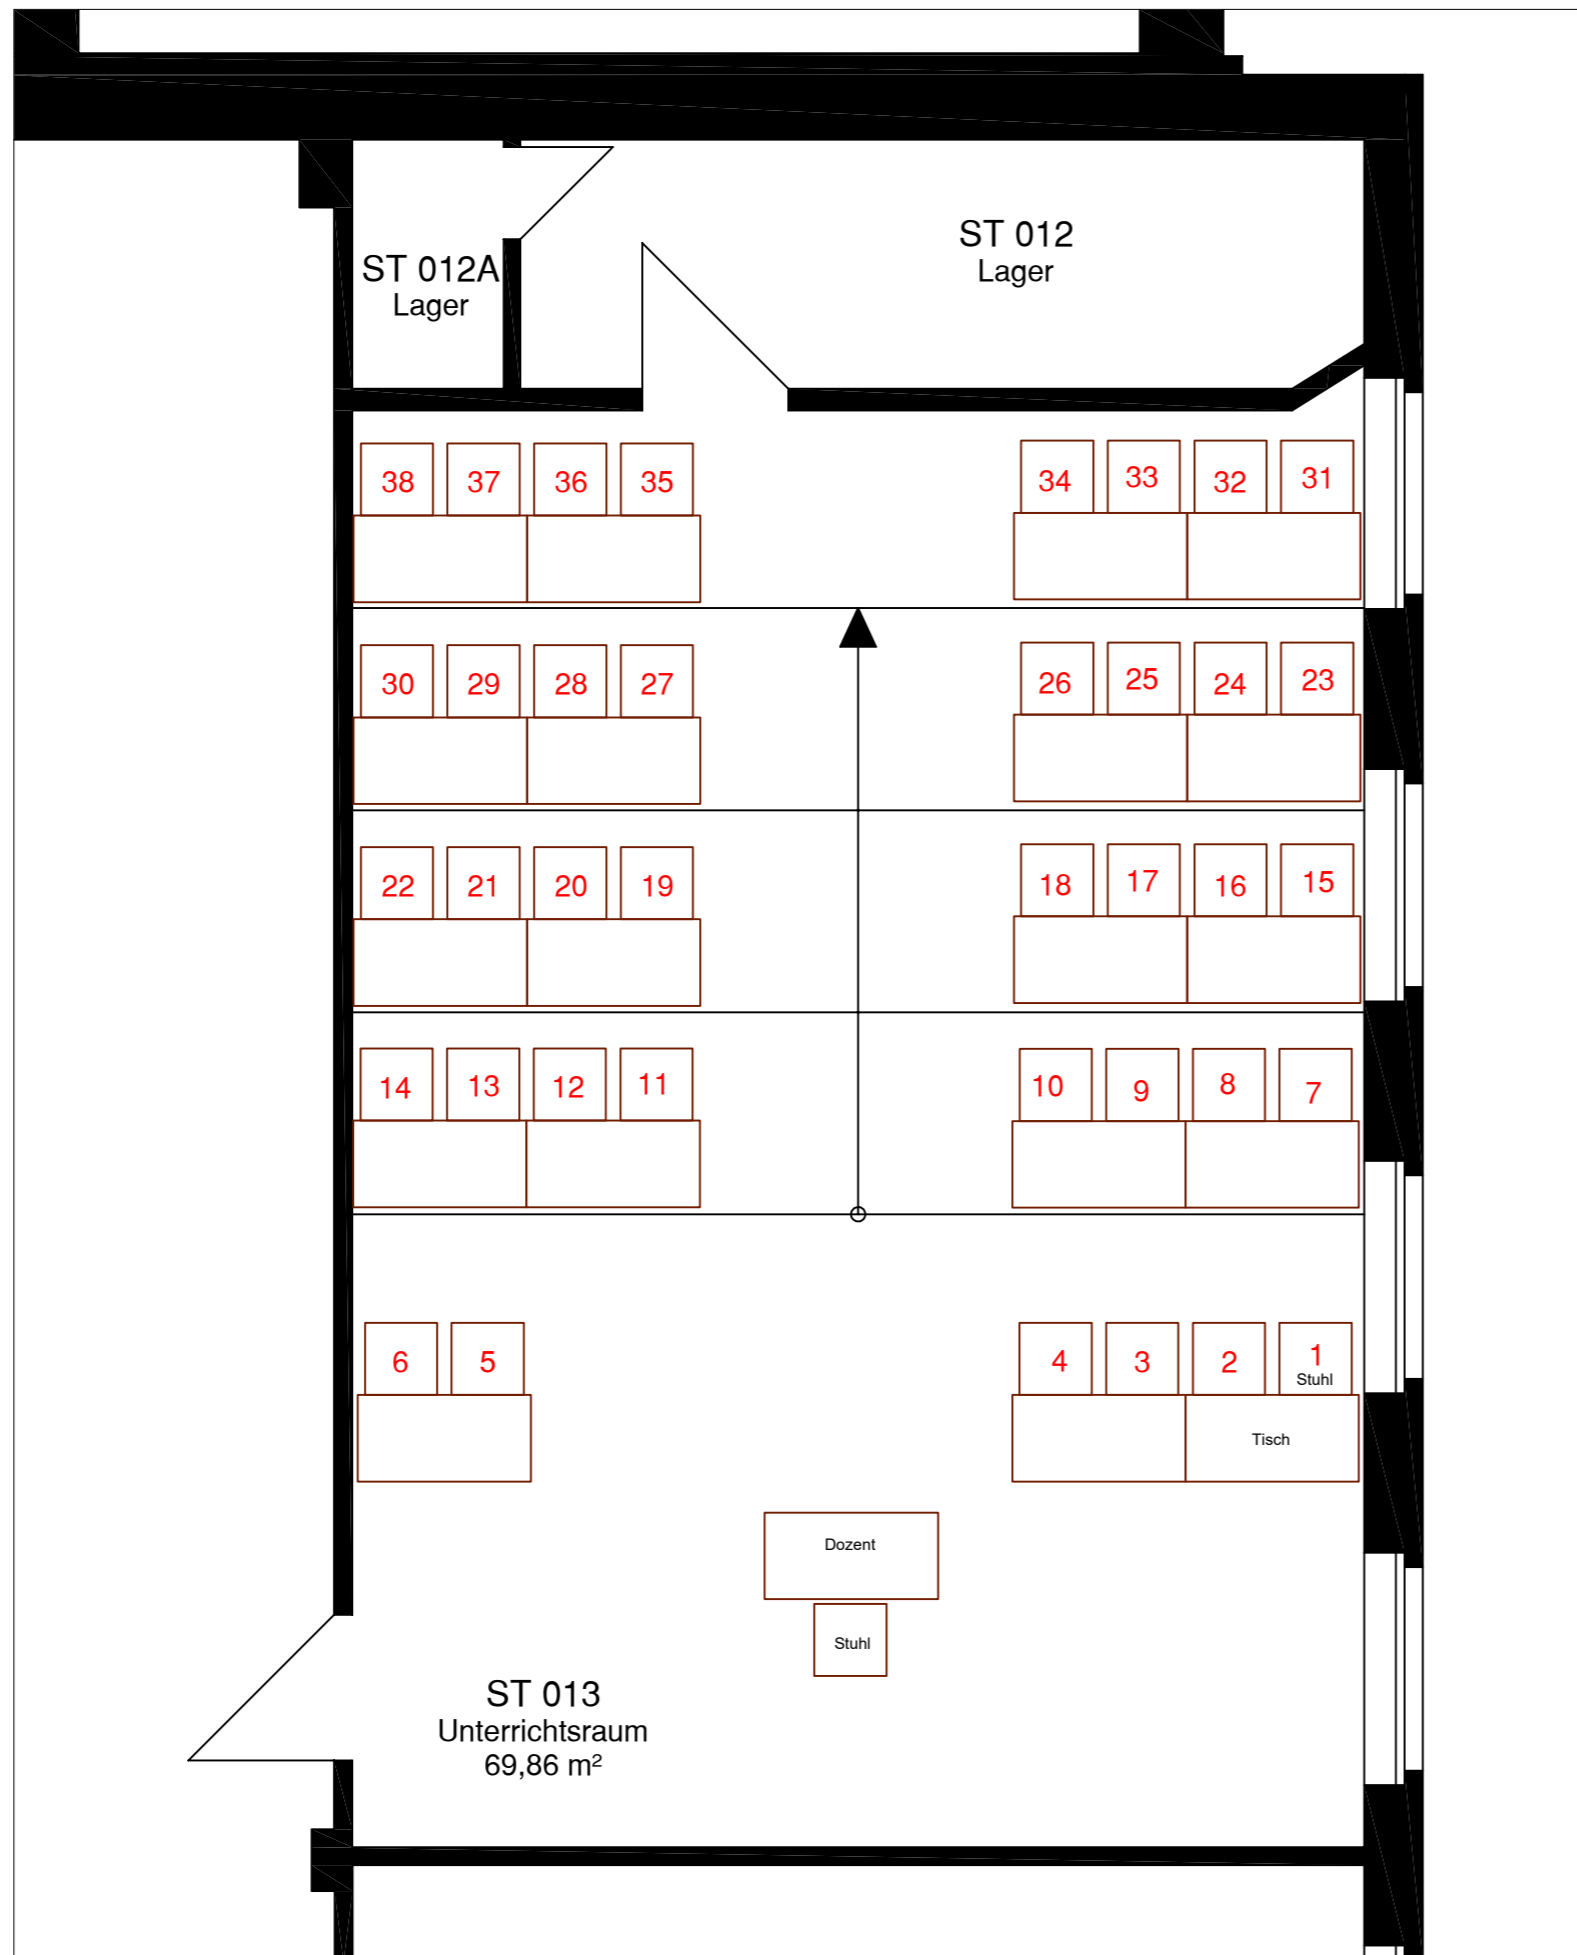 ST 012
Lager
ST 012A
Lager
38 37 36 35 34 33 32 31
30 29 28 27 26 25 24 23
22 21 20 19 18 17 16 15
14 13 12 11 10 9 8 7
6 5 4 3 2 1
Stuhl
Tisch
Dozent
Stuhl
ST 013
Unterrichtsraum
69,86 m²